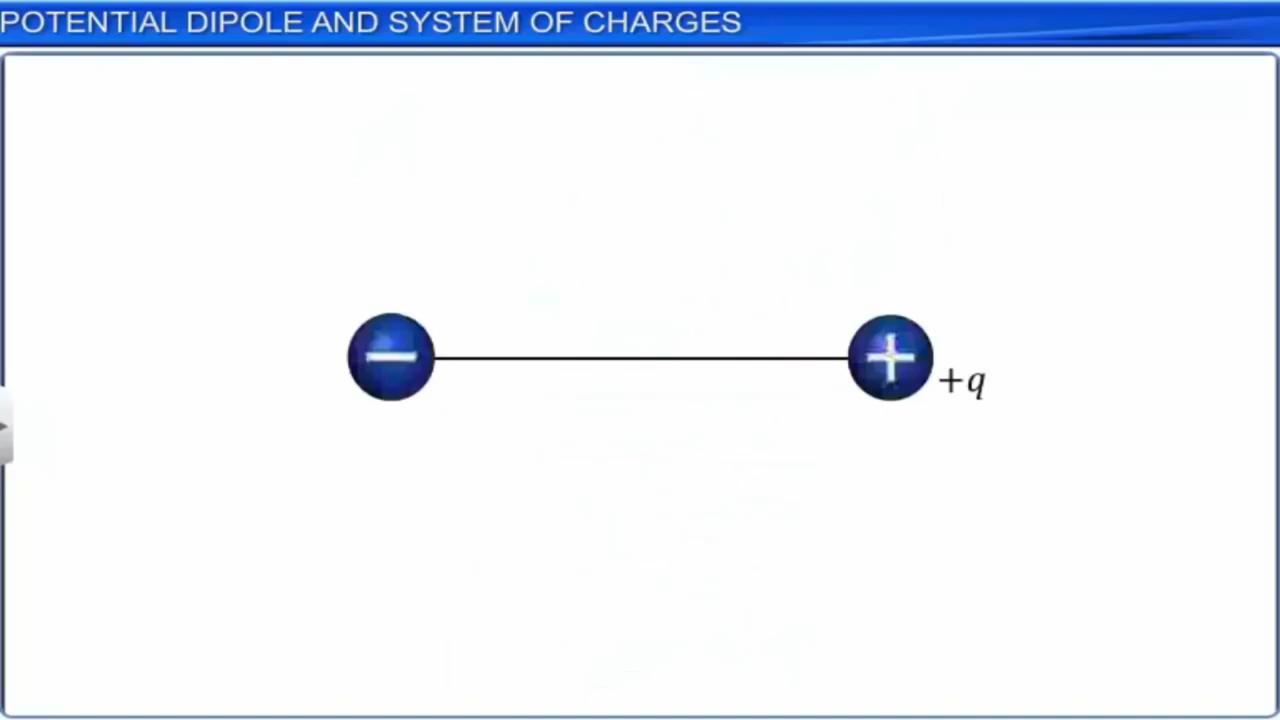 POTENTIAL DIPOLE AND SYSTEM OF CHARGES
− +
+q